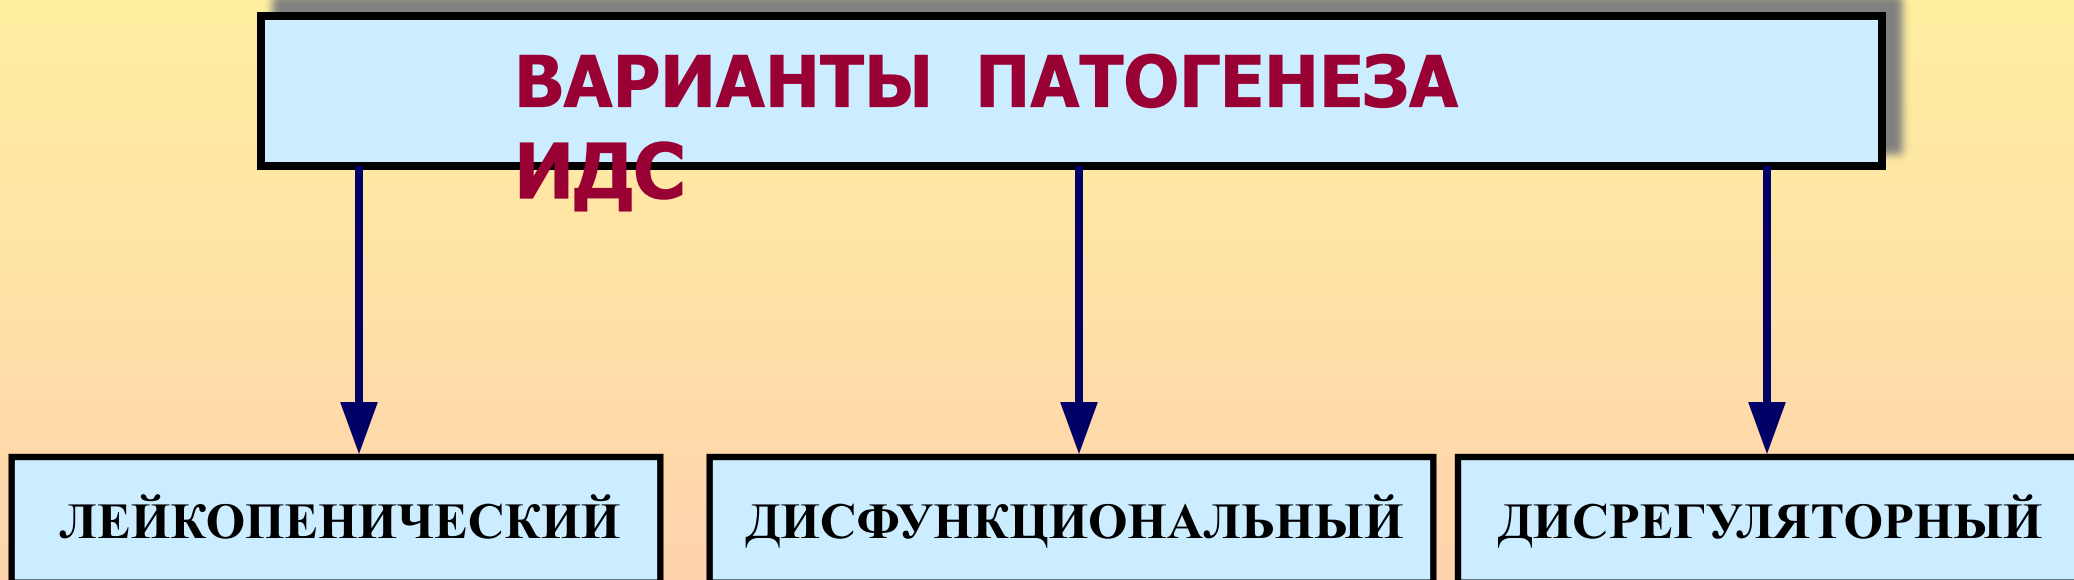 ВАРИАНТЫ ПАТОГЕНЕЗА
ИДС
ЛЕЙКОПЕНИЧЕСКИЙ
ДИСФУНКЦИОНАЛЬНЫЙ
ДИСРЕГУЛЯТОРНЫЙ